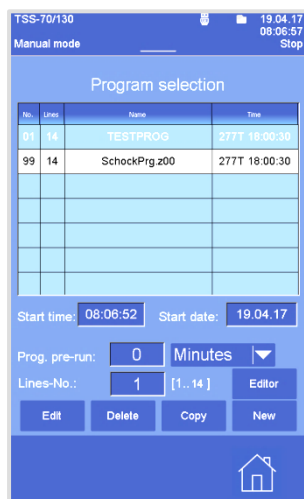 TSS-70/130 19.04.17
08:06:57
Manual mode Stop
Program selection
No. Lines Name Time
01 14 TESTPROG 277T 18:00:30
99 14 SchockPrg.z00 277T 18:00:30
Start time: 08:06:52 Start date: 19.04.17
Prog. pre-run: 0 Minutes
Lines-No.: 1 [1..14 ] Editor
Edit Delete Copy New